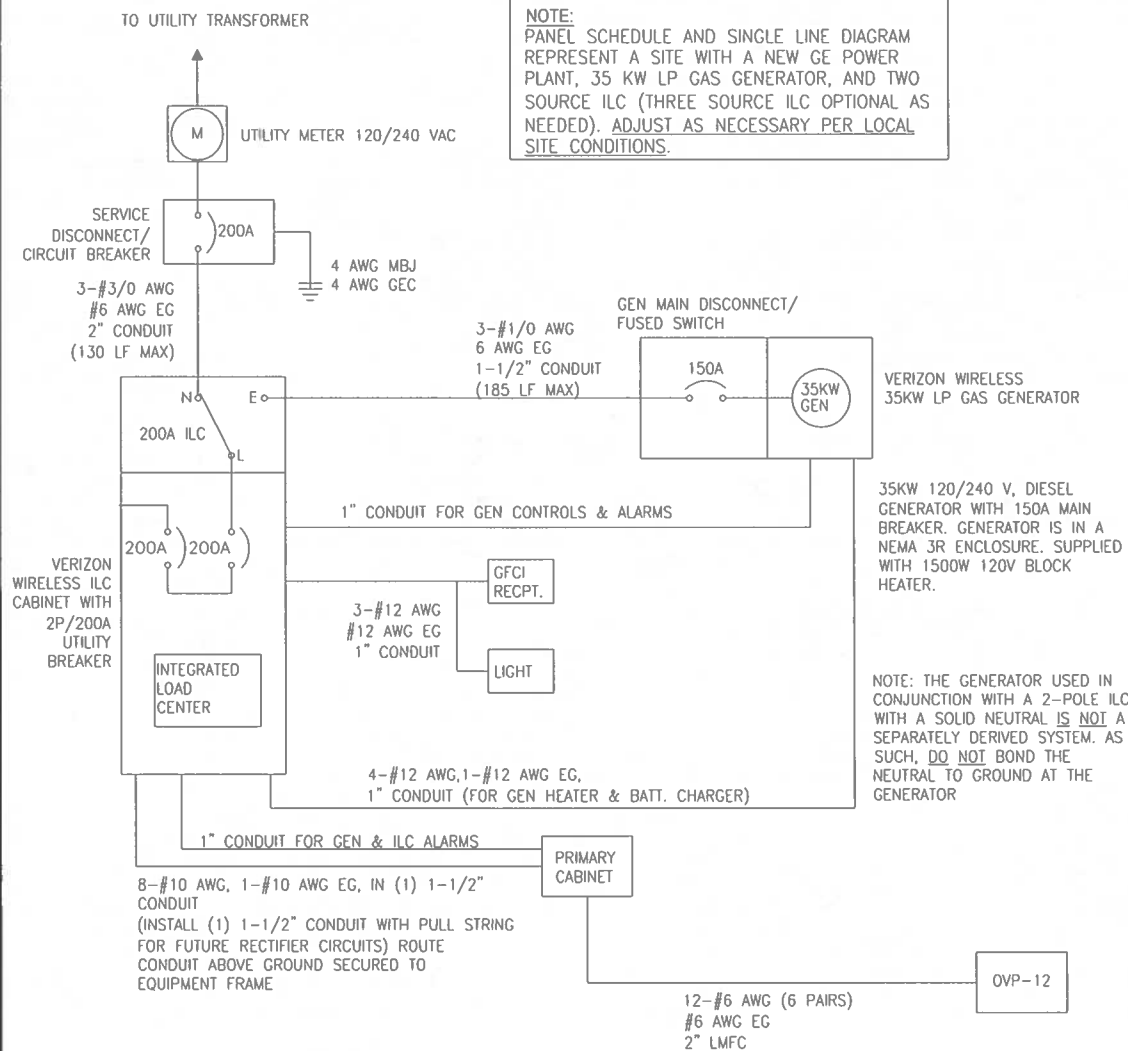 TO UTILITY TRANSFORMER
NOTE:
PANEL SCHEDULE AND SINGLE LINE DIAGRAM
REPRESENT A SITE WITH A NEW GE POWER
PLANT, 35 KW LP GAS GENERATOR, AND TWO
SOURCE ILC (THREE SOURCE ILC OPTIONAL AS
NEEDED). ADJUST AS NECESSARY PER LOCAL
SITE CONDITIONS.
M
UTILITY METER 120/240 VAC
SERVICE
DISCONNECT/
CIRCUIT BREAKER
200A
4 AWG MBJ
4 AWG GEC
3-#3/0 AWG
#6 AWG EG
2" CONDUIT
(130 LF MAX)
GEN MAIN DISCONNECT/
FUSED SWITCH
3-#1/0 AWG
6 AWG EG
1-1/2" CONDUIT
(185 LF MAX)
150A
35KW
GEN
VERIZON WIRELESS
35KW LP GAS GENERATOR
N
E
200A ILC
L
35KW 120/240 V, DIESEL
GENERATOR WITH 150A MAIN
BREAKER. GENERATOR IS IN A
NEMA 3R ENCLOSURE. SUPPLIED
WITH 1500W 120V BLOCK
HEATER.
1" CONDUIT FOR GEN CONTROLS & ALARMS
200A
200A
VERIZON
WIRELESS ILC
CABINET WITH
2P/200A
UTILITY
BREAKER
GFCI
RECPT.
3-#12 AWG
#12 AWG EG
1" CONDUIT
LIGHT
INTEGRATED
LOAD
CENTER
NOTE: THE GENERATOR USED IN
CONJUNCTION WITH A 2-POLE ILC
WITH A SOLID NEUTRAL IS NOT A
SEPARATELY DERIVED SYSTEM. AS
SUCH, DO NOT BOND THE
NEUTRAL TO GROUND AT THE
GENERATOR
4-#12 AWG,1-#12 AWG EG,
1" CONDUIT (FOR GEN HEATER & BATT. CHARGER)
1" CONDUIT FOR GEN & ILC ALARMS
PRIMARY
CABINET
8-#10 AWG, 1-#10 AWG EG, IN (1) 1-1/2"
CONDUIT
(INSTALL (1) 1-1/2" CONDUIT WITH PULL STRING
FOR FUTURE RECTIFIER CIRCUITS) ROUTE
CONDUIT ABOVE GROUND SECURED TO
EQUIPMENT FRAME
OVP-12
12-#6 AWG (6 PAIRS)
#6 AWG EG
2" LMFC